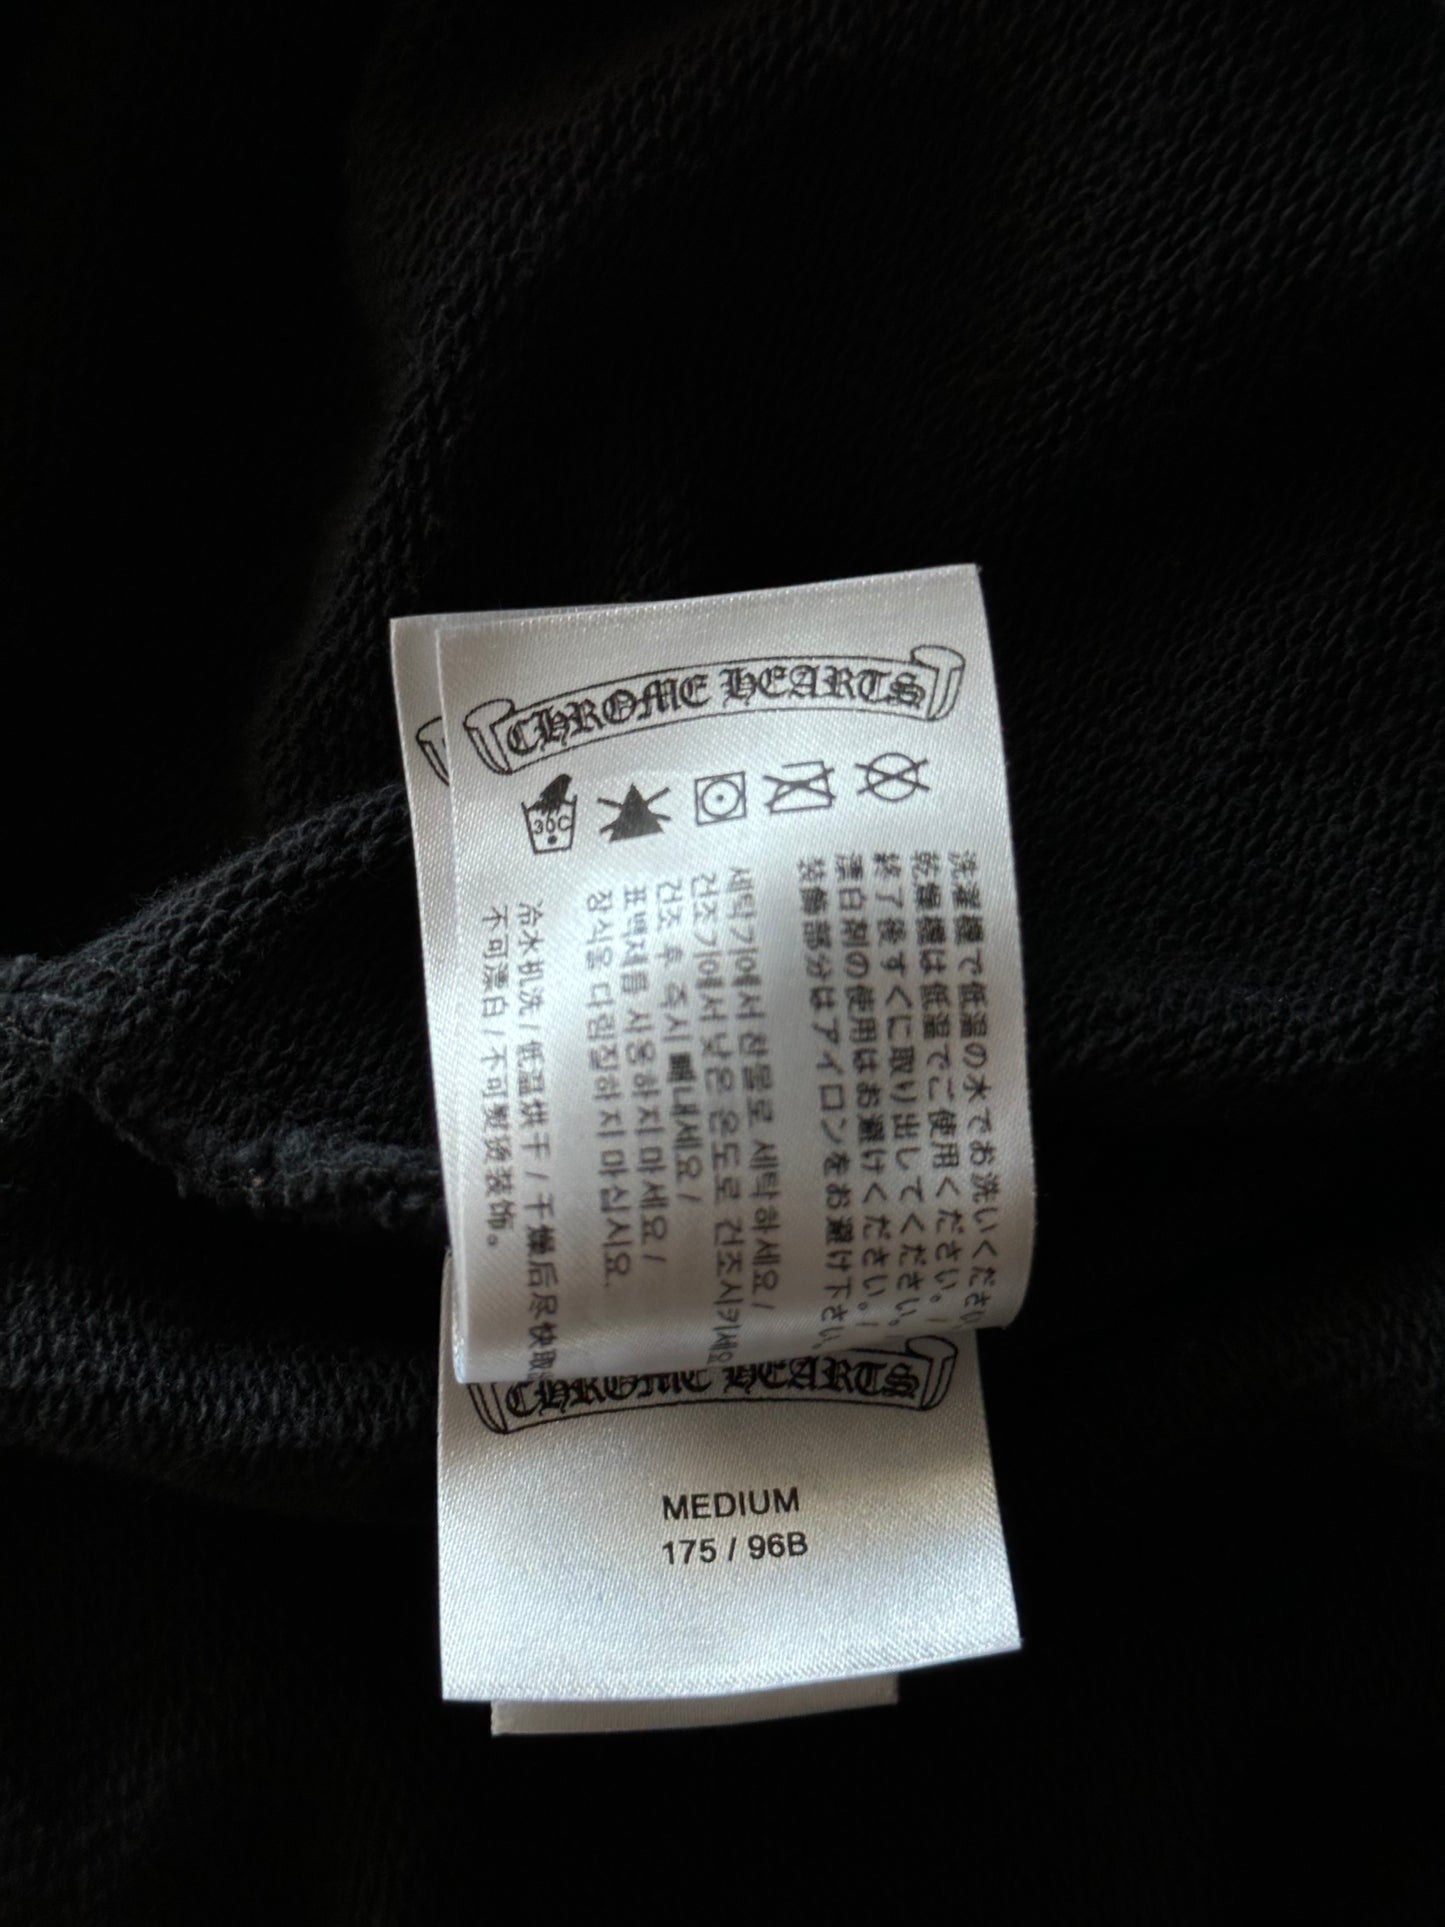 CHROME HEARTS
30C
洗濯機で低温の水でお洗いください
乾燥機は低温でご使用ください。/
終了後すぐに取り出してください。
漂白剤の使用はお避けください。/
装飾部分はアイロンをお避け下さい
세탁기에서 찬물로 세탁하세요 /
건조기에서 낮은 온도로 건조시키세요
건조 후 즉시 빼내세요 /
표백제를 사용하지 마세요 /
장식을 다림질하지 마십시요.
冷水机洗 / 低温烘干 / 干燥后尽快取
不可漂白 / 不可熨烫装饰。
CHROME HEARTS
MEDIUM
175 / 96B